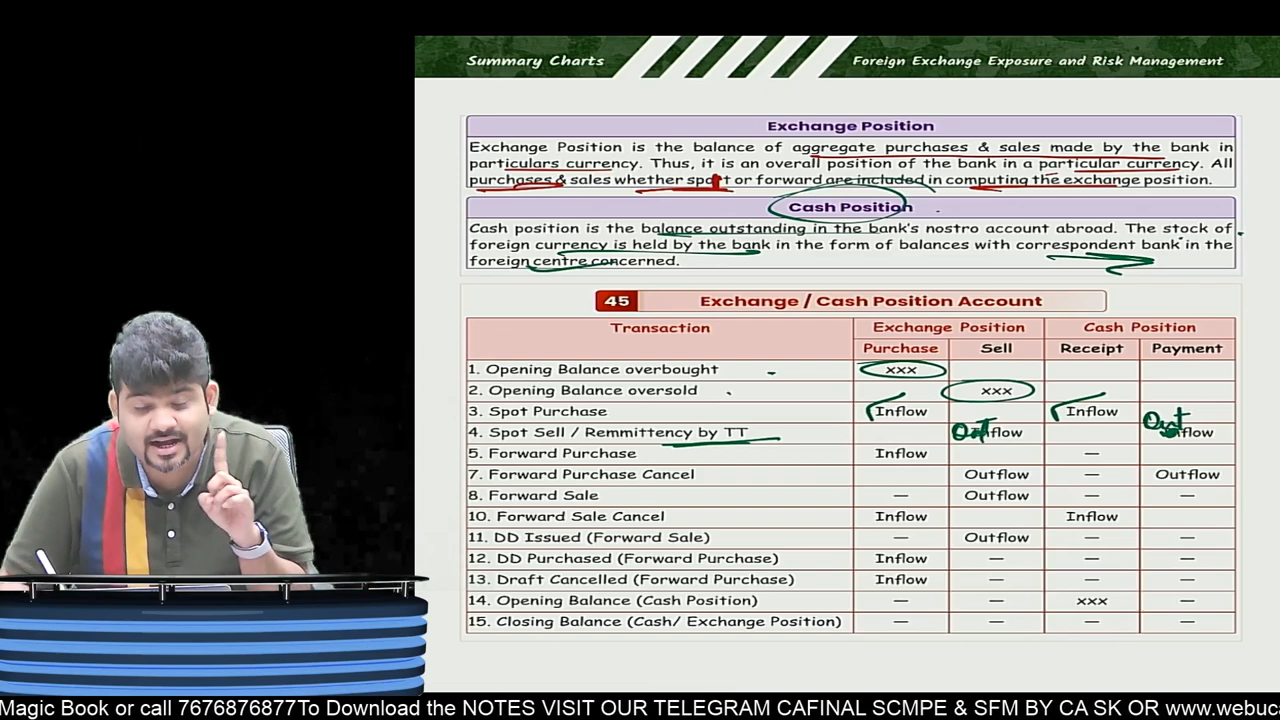 Summary Charts
Foreign Exchange Exposure and Risk Management
Exchange Position
Exchange Position is the balance of aggregate purchases & sales made by the bank in
particulars currency. Thus, it is an overall position of the bank in a particular currency. All
purchases & sales whether sport or forward are included in computing the exchange position.
Cash Position
Cash position is the balance outstanding in the bank's nostro account abroad. The stock of
foreign currency is held by the bank in the form of balances with correspondent bank in the
foreign centre concerned.
45 Exchange / Cash Position Account
Transaction Exchange Position Cash Position
Purchase Sell Receipt Payment
1. Opening Balance overbought xxx
2. Opening Balance oversold xxx
3. Spot Purchase Inflow Inflow
4. Spot Sell / Remmittency by TT Outflow Outflow
5. Forward Purchase Inflow —
7. Forward Purchase Cancel Outflow — Outflow
8. Forward Sale — Outflow — —
10. Forward Sale Cancel Inflow Inflow
11. DD Issued (Forward Sale) — Outflow — —
12. DD Purchased (Forward Purchase) Inflow — — —
13. Draft Cancelled (Forward Purchase) Inflow — — —
14. Opening Balance (Cash Position) — — xxx —
15. Closing Balance (Cash/ Exchange Position) — — — —
Magic Book or call 7676876877To Download the NOTES VISIT OUR TELEGRAM CAFINAL SCMPE & SFM BY CA SK OR www.webuc